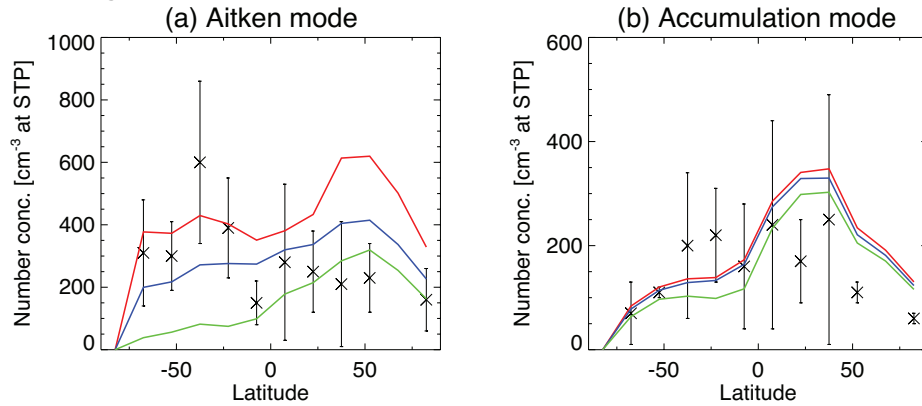 (a) Aitken mode
(b) Accumulation mode
Number conc. [cm⁻³ at STP]
1000
800
600
400
200
0
-50
0
50
Latitude
Number conc. [cm⁻³ at STP]
600
400
200
0
-50
0
50
Latitude